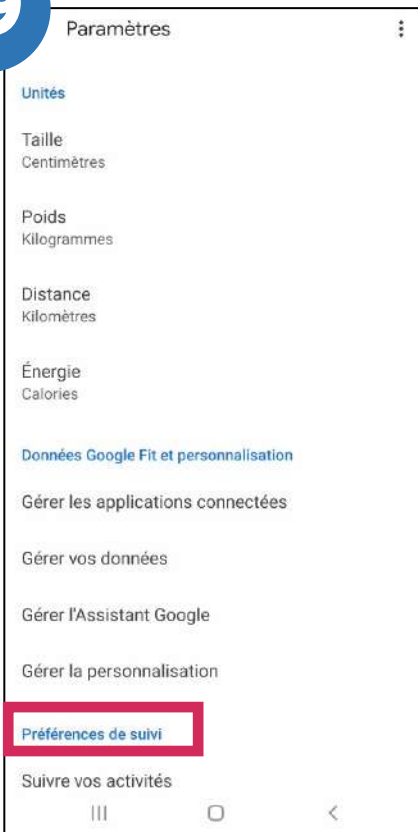 9
Paramètres
Unités
Taille
Centimètres
Poids
Kilogrammes
Distance
Kilomètres
Énergie
Calories
Données Google Fit et personnalisation
Gérer les applications connectées
Gérer vos données
Gérer l'Assistant Google
Gérer la personnalisation
Préférences de suivi
Suivre vos activités